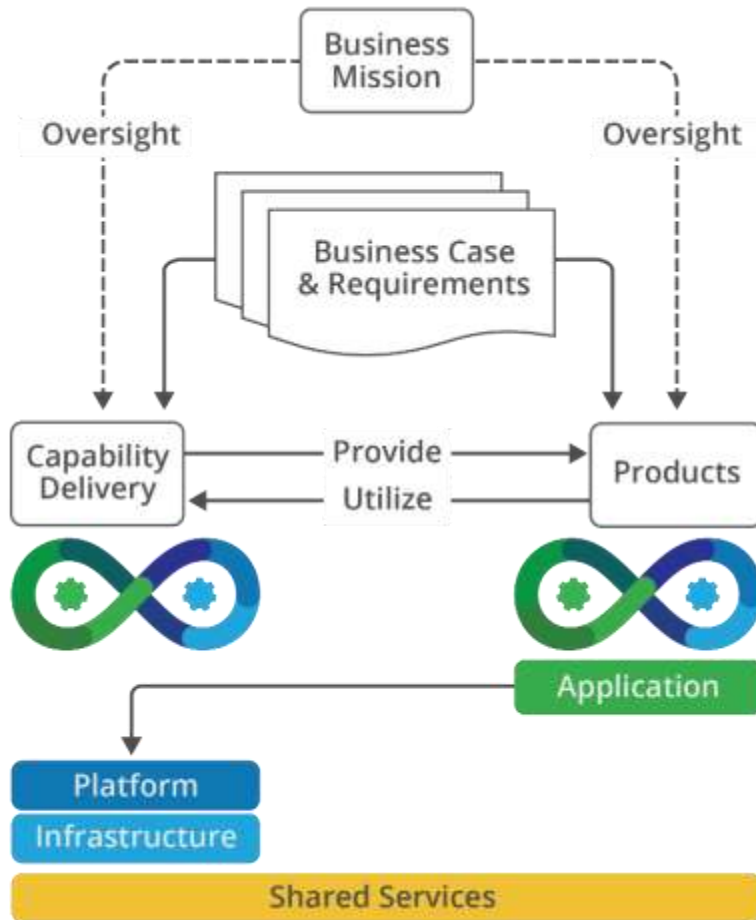 Business
Mission
Oversight
Oversight
Business Case
& Requirements
Capability
Delivery
Provide
Utilize
Products
Application
Platform
Infrastructure
Shared Services